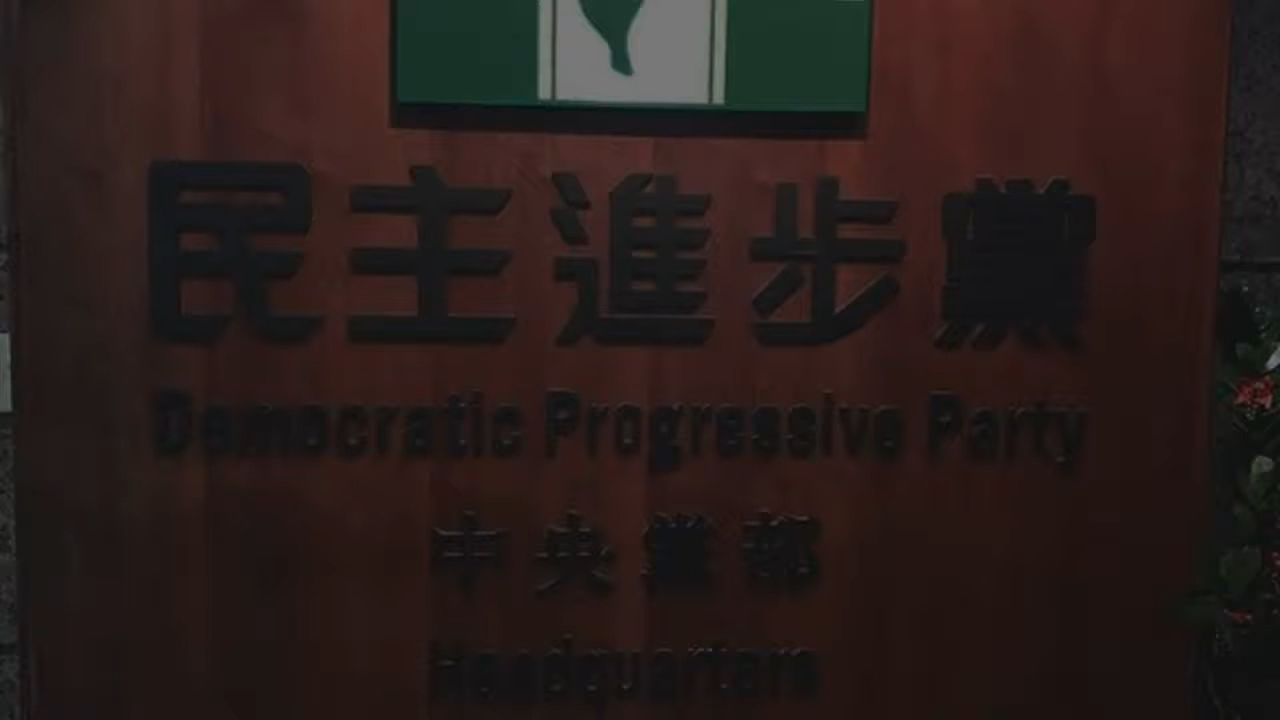 民主進步黨
Democratic Progressive Party
中央黨部
Headquarters